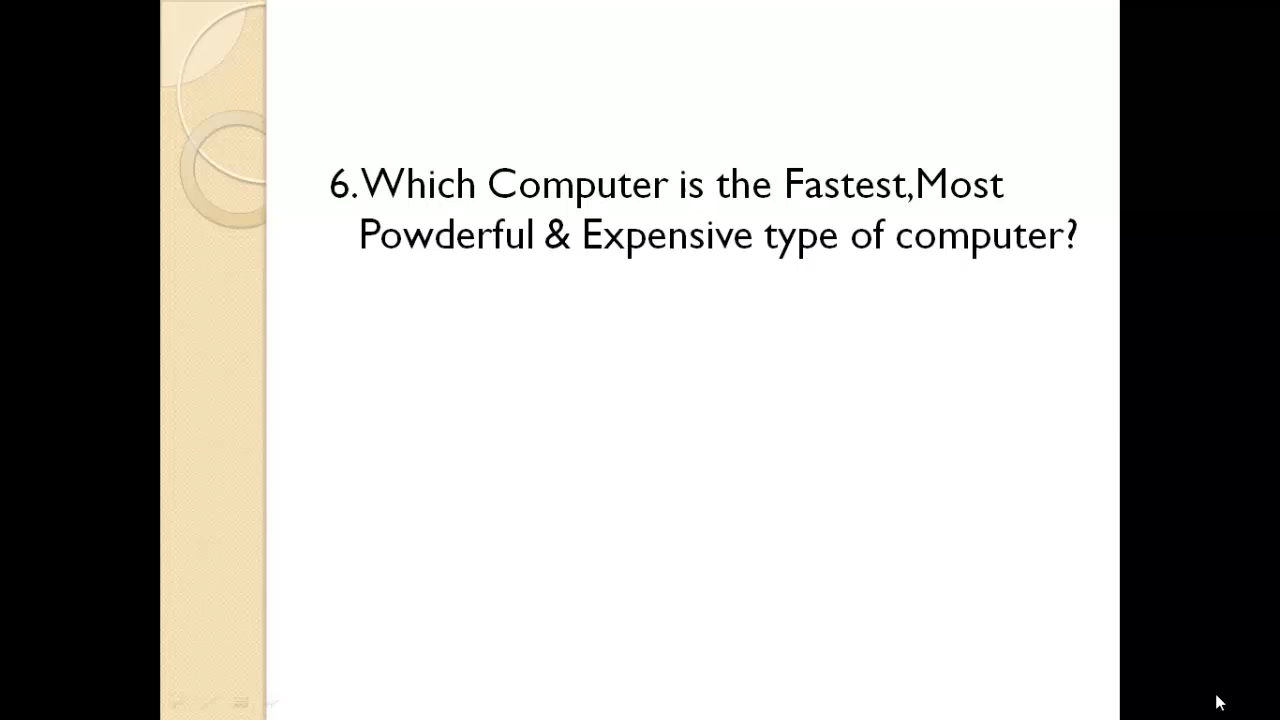 6. Which Computer is the Fastest,Most
Powderful & Expensive type of computer?